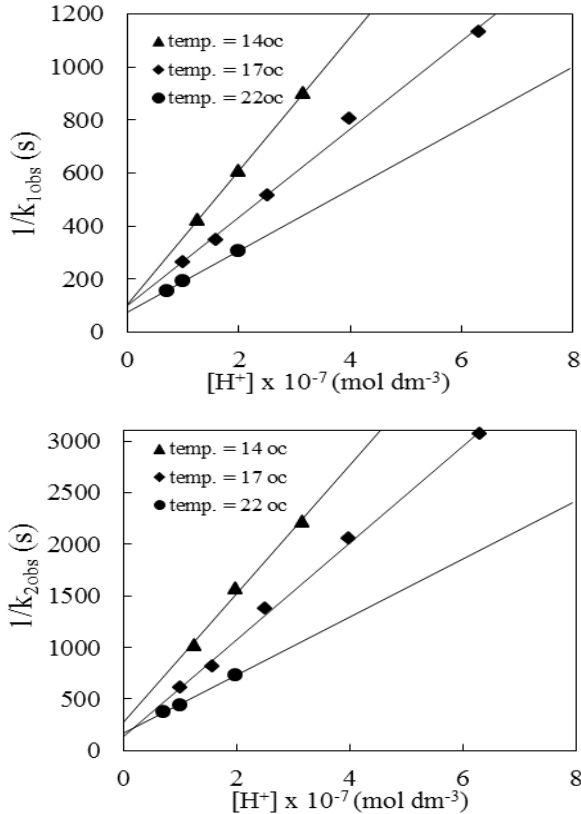 1200
1000
800
600
400
200
0
1/k1obs (s)
▲ temp. = 14oc
◆ temp. = 17oc
● temp. = 22oc
0 2 4 6 8
[H⁺] x 10⁻⁷ (mol dm⁻³)
3000
2500
2000
1500
1000
500
0
1/k2obs (s)
▲ temp. = 14 oc
◆ temp. = 17 oc
● temp. = 22 oc
0 2 4 6 8
[H⁺] x 10⁻⁷ (mol dm⁻³)